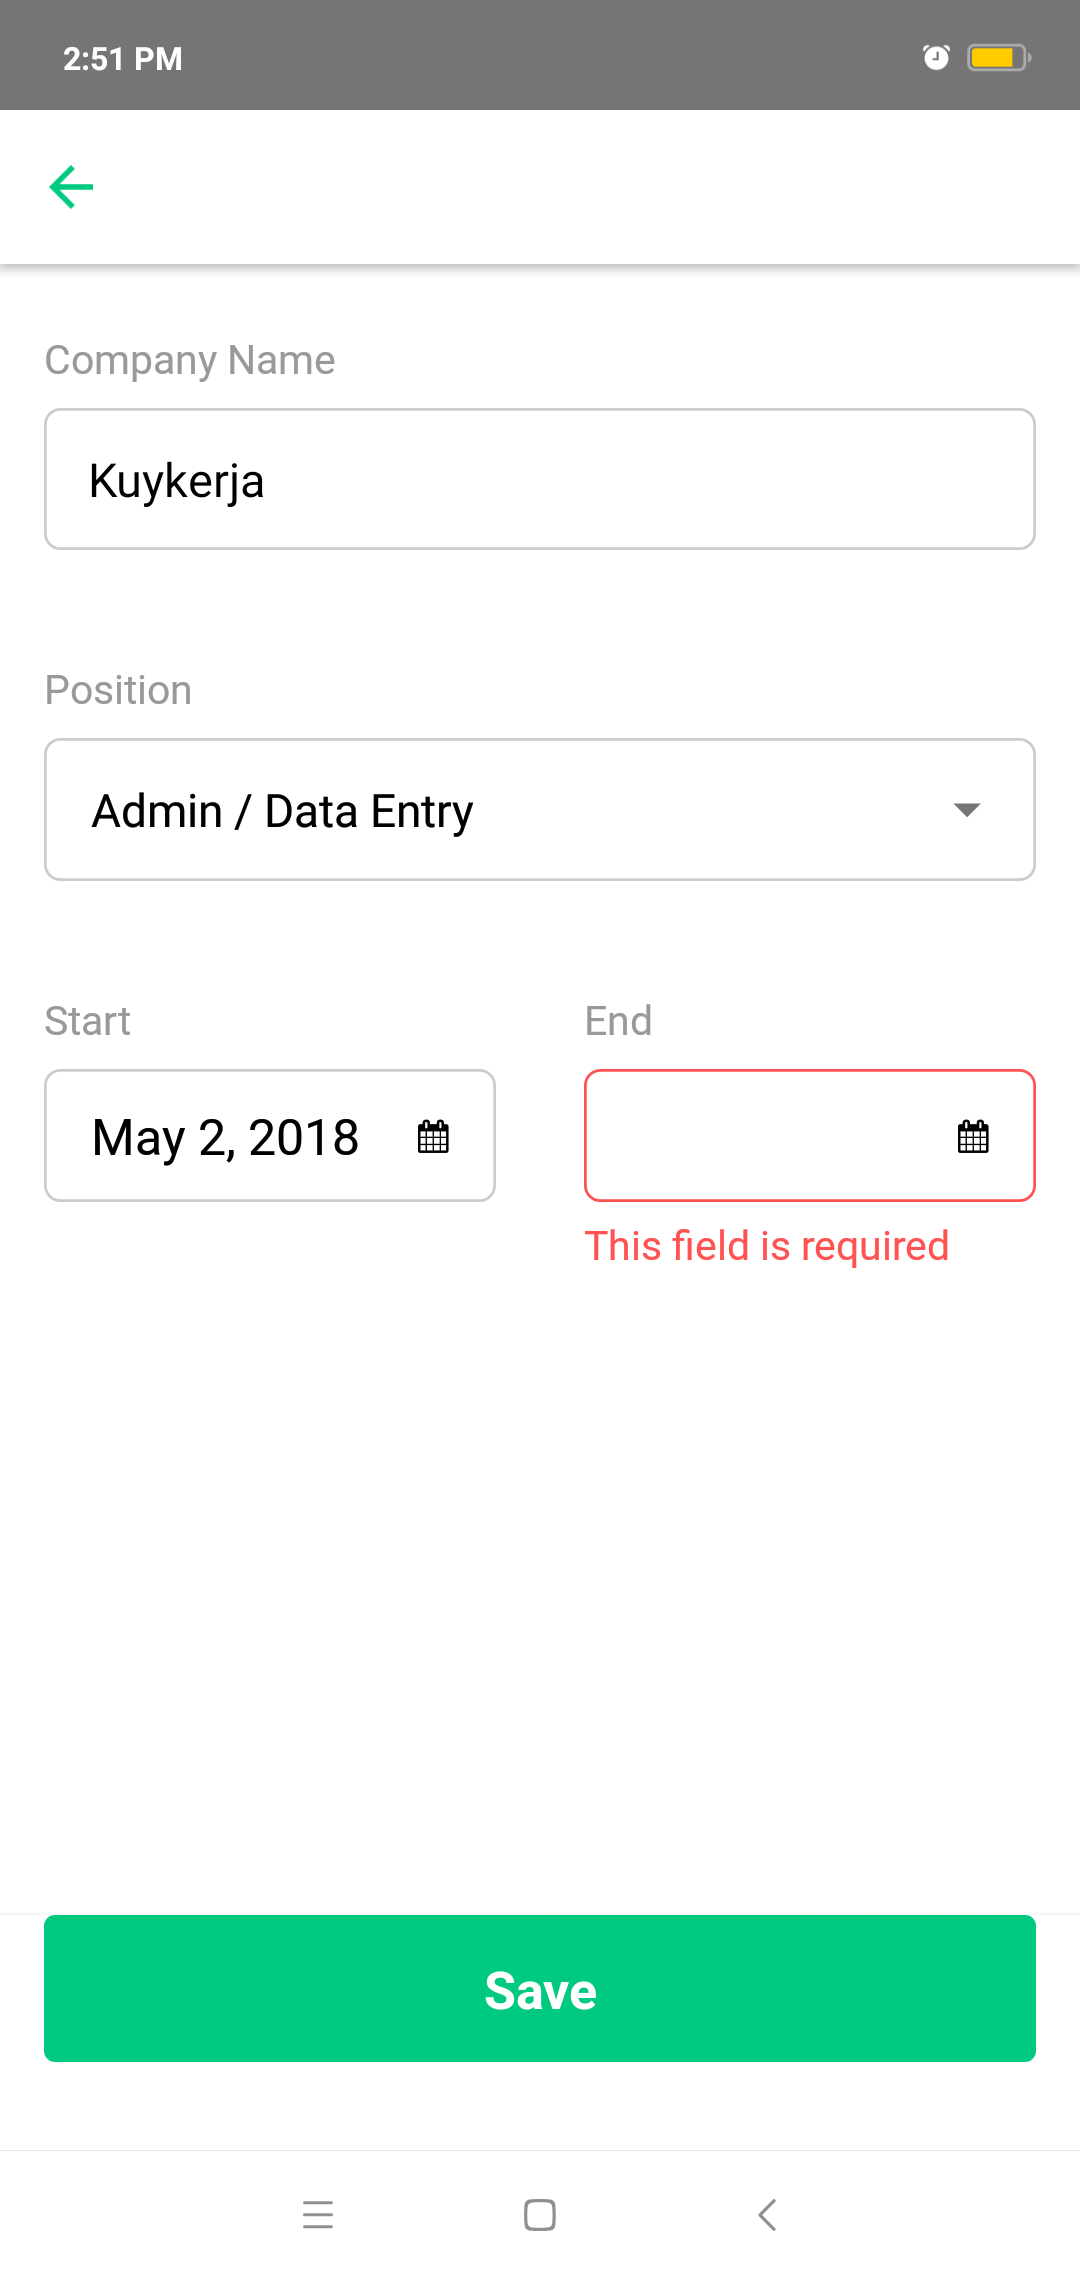 2:51 PM
Company Name
Kuykerja
Position
Admin / Data Entry
Start
End
May 2, 2018
This field is required
Save